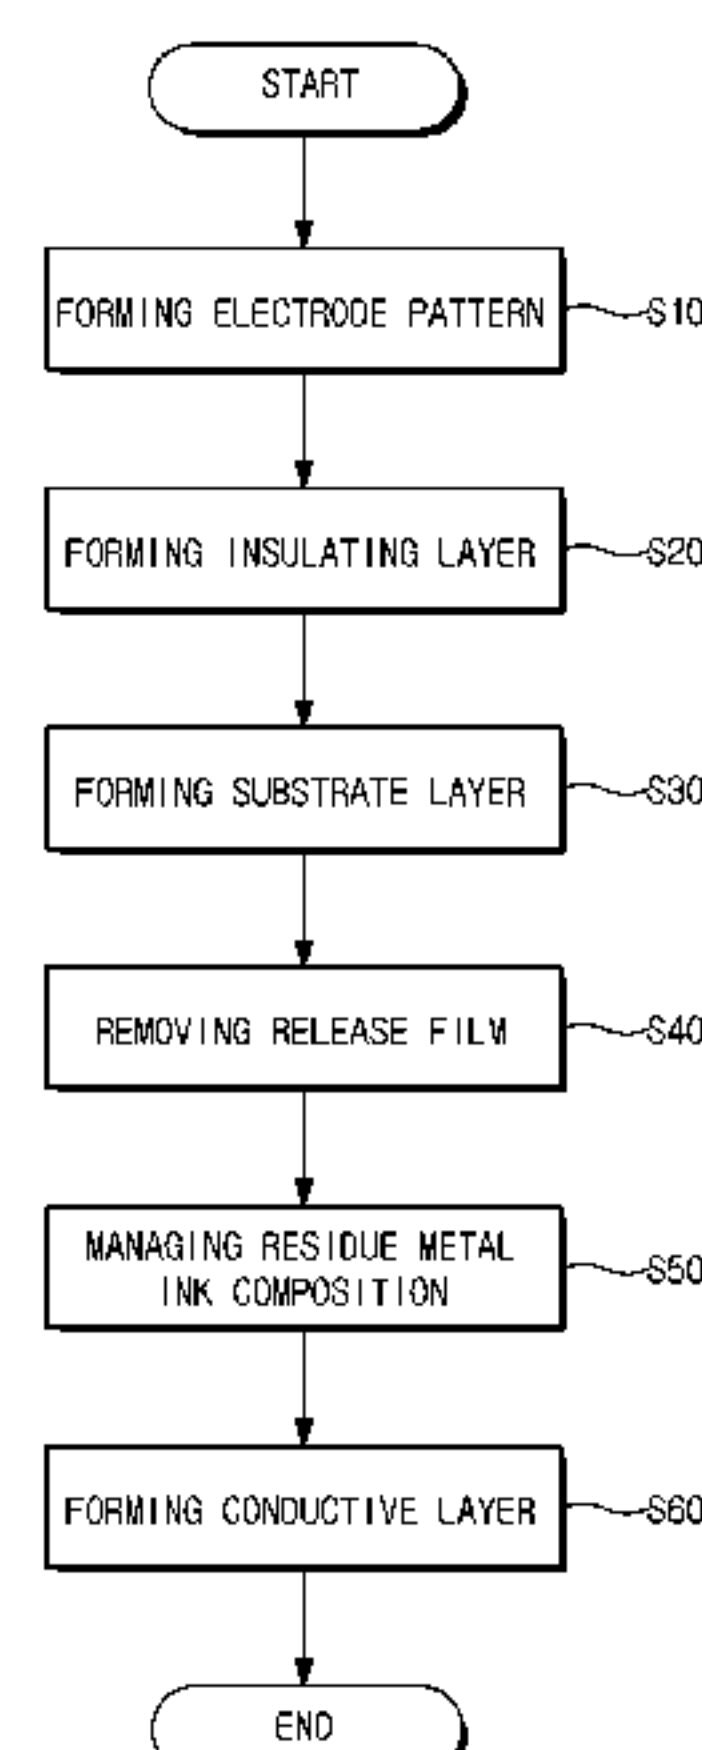 START
FORMING ELECTRODE PATTERN
S10
FORMING INSULATING LAYER
S20
FORMING SUBSTRATE LAYER
S30
REMOVING RELEASE FILM
S40
MANAGING RESIDUE METAL
INK COMPOSITION
S50
FORMING CONDUCTIVE LAYER
S60
END